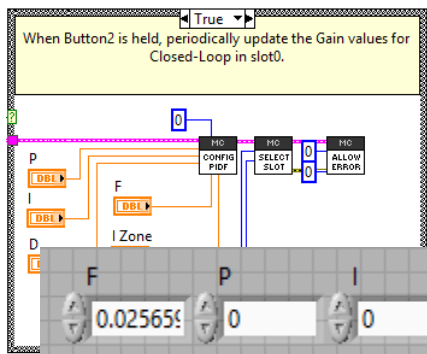 True
When Button2 is held, periodically update the Gain values for
Closed-Loop in slot0.
?
0
MC
CONFIG
PIDF
MC
SELECT
SLOT
0
0
MC
ALLOW
ERROR
P
DBL
I
DBL
D
F
DBL
I Zone
F
P
I
0.025659
0
0